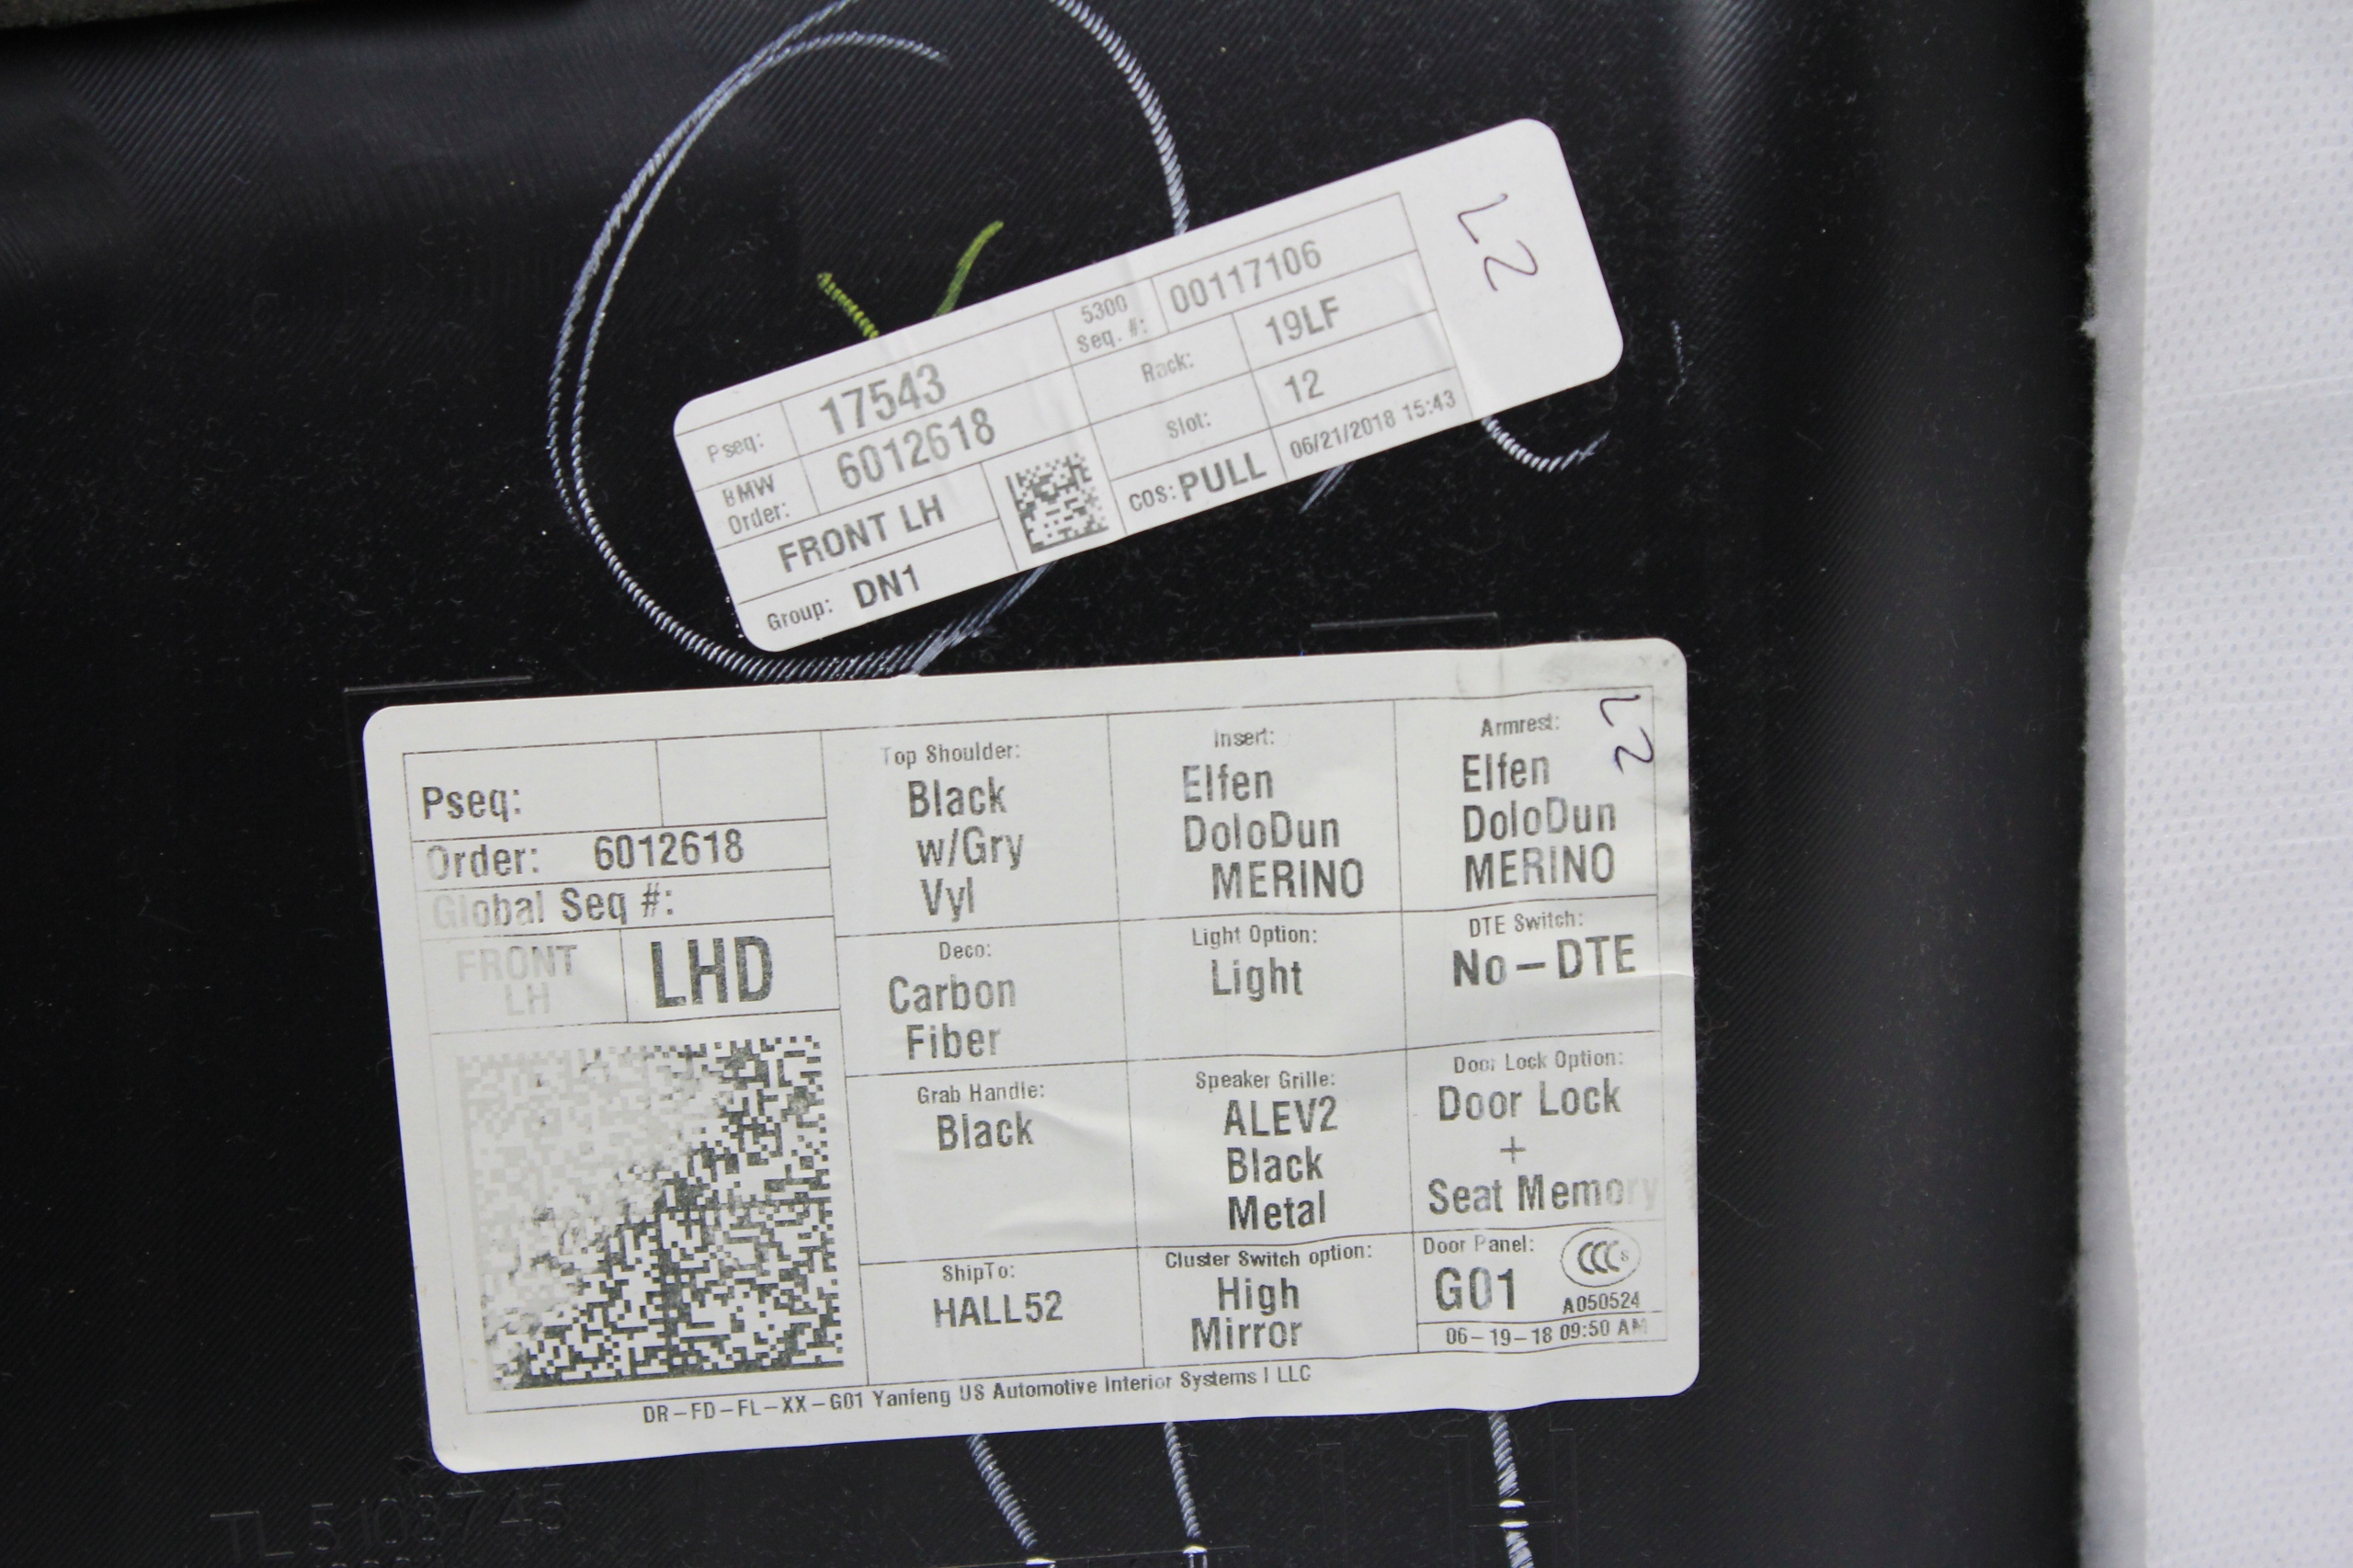 L2
Pseq: 17543
5300 Seq. #: 00117106
BMW Order: 6012618
Rack: 19LF
FRONT LH
Slot: 12
Group: DN1
COS: PULL
06/21/2018 15:43
L2
Pseq:
Order: 6012618
Global Seq #:
FRONT
LH
LHD
Top Shoulder:
Black
w/Gry
Vyl
Insert:
Elfen
DoloDun
MERINO
Armrest:
Elfen
DoloDun
MERINO
Deco:
Carbon
Fiber
Light Option:
Light
DTE Switch:
No-DTE
Grab Handle:
Black
Speaker Grille:
ALEV2
Black
Metal
Door Lock Option:
Door Lock
+
Seat Memory
ShipTo:
HALL52
Cluster Switch option:
High
Mirror
Door Panel:
G01
CCC S
A050524
06-19-18 09:50 AM
DR-FD-FL-XX-G01 Yanfeng US Automotive Interior Systems I LLC
TL 5108745